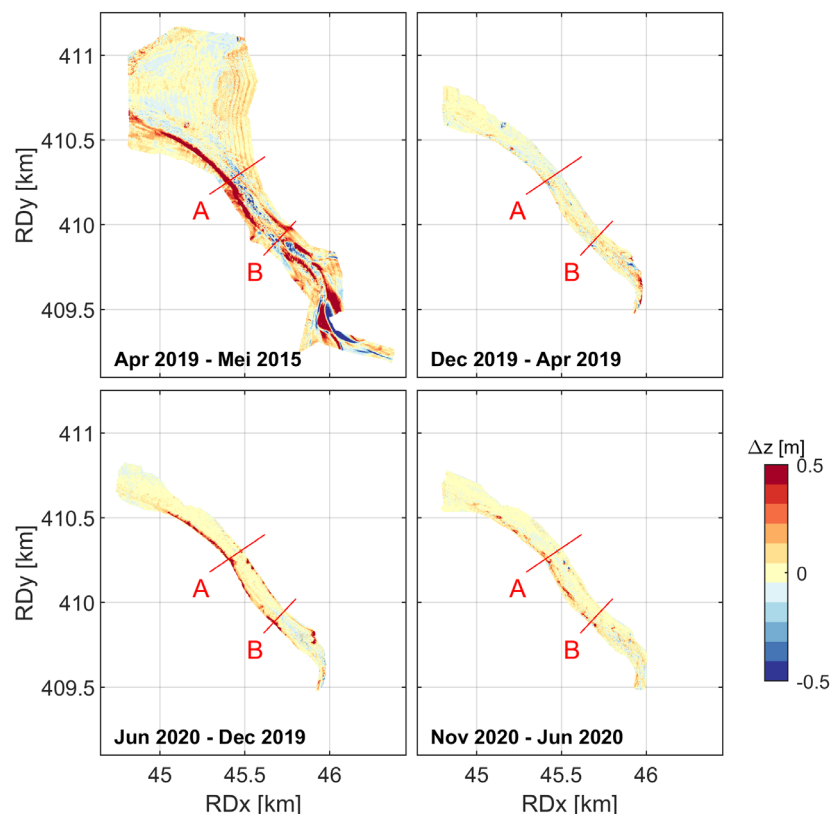 411
410.5
410
409.5
RDy [km]
A
B
Apr 2019 - Mei 2015
A
B
Dec 2019 - Apr 2019
411
410.5
410
409.5
RDy [km]
A
B
Jun 2020 - Dec 2019
A
B
Nov 2020 - Jun 2020
45
45.5
46
RDx [km]
45
45.5
46
RDx [km]
Δz [m]
0.5
0
-0.5